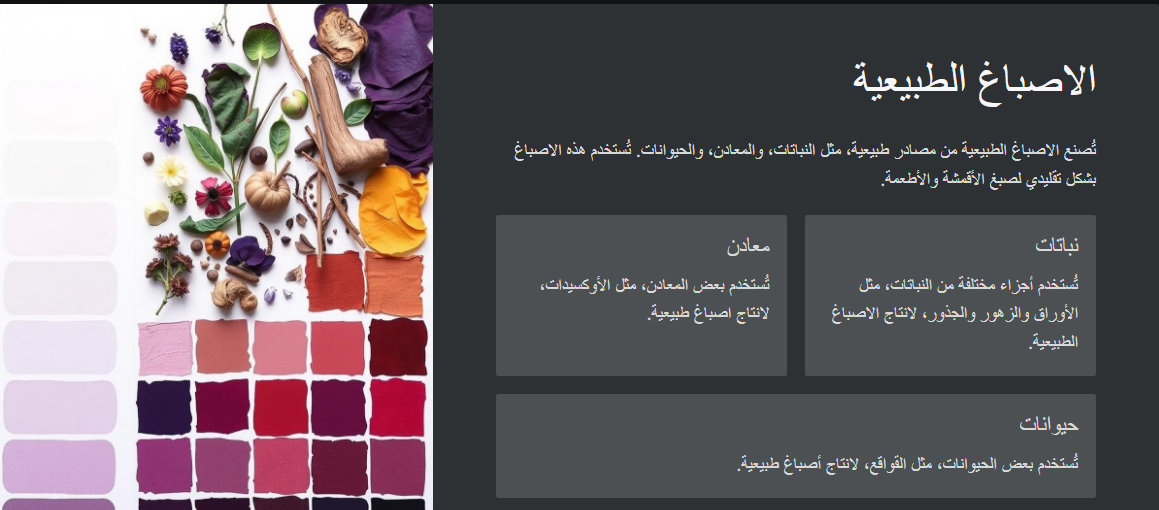 الاصباغ الطبيعية
تُصنع الاصباغ الطبيعية من مصادر طبيعية، مثل النباتات، والمعادن، والحيوانات. تُستخدم هذه الاصباغ
بشكل تقليدي لصبغ الأقمشة والأطعمة.
نباتات
تُستخدم أجزاء مختلفة من النباتات، مثل
الأوراق والزهور والجذور، لانتاج الاصباغ
الطبيعية.
معادن
تُستخدم بعض المعادن، مثل الأوكسيدات،
لانتاج اصباغ طبيعية.
حيوانات
تُستخدم بعض الحيوانات، مثل القواقع، لانتاج أصباغ طبيعية.